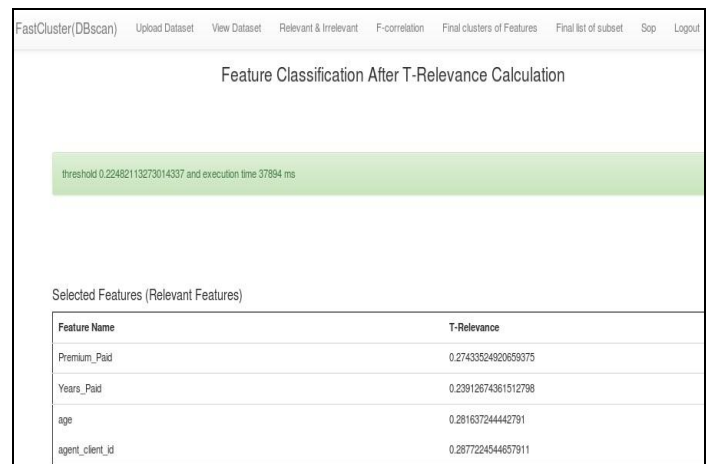 FastCluster(DBscan) Upload Dataset View Dataset Relevant & Irrelevant F-correlation Final clusters of Features Final list of subset Sop Logout
Feature Classification After T-Relevance Calculation
threshold 0.22482113273014337 and execution time 37894 ms
Selected Features (Relevant Features)
Feature Name T-Relevance
Premium_Paid 0.27433524920659375
Years_Paid 0.23912674361512798
age 0.281637244442791
agent_client_id 0.2877224544657911